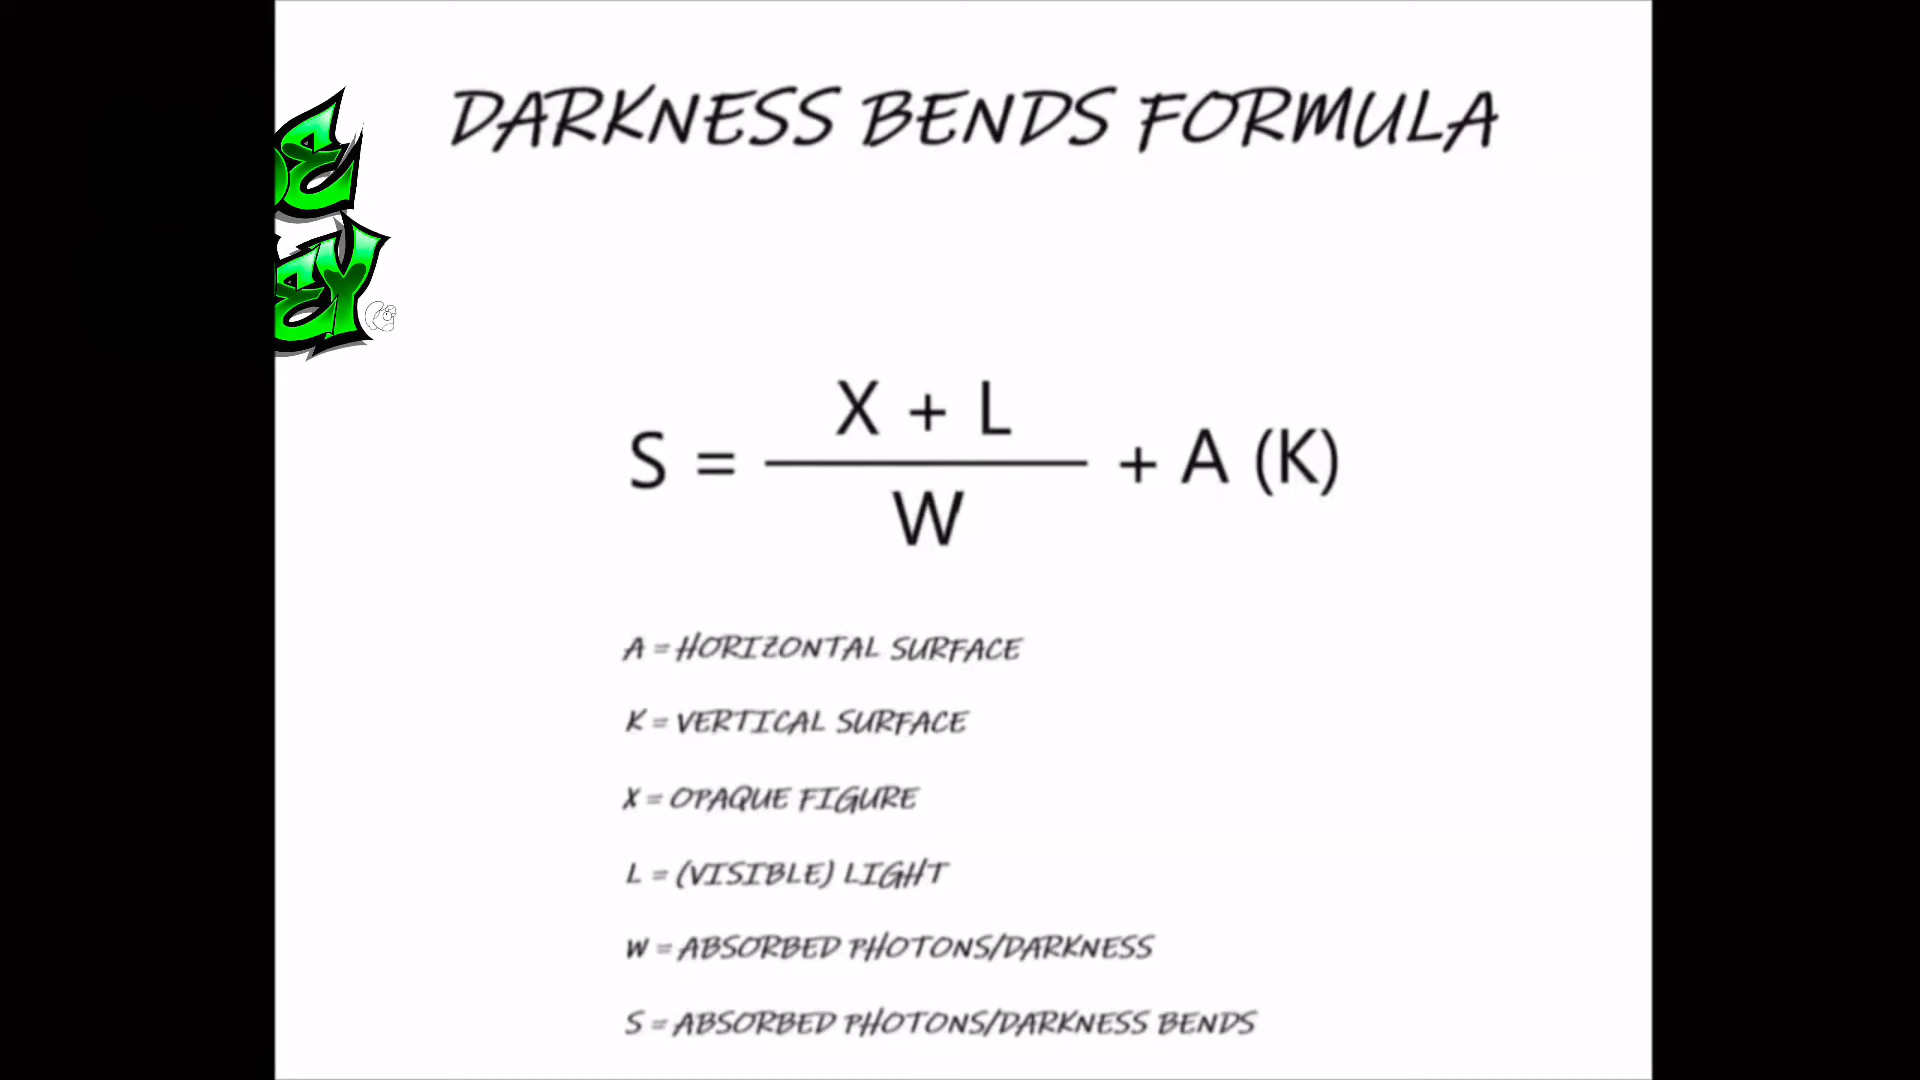 DARKNESS BENDS FORMULA
S = X + L / W + A (K)
A = HORIZONTAL SURFACE
K = VERTICAL SURFACE
X = OPAQUE FIGURE
L = (VISIBLE) LIGHT
W = ABSORBED PHOTONS/DARKNESS
S = ABSORBED PHOTONS/DARKNESS BENDS